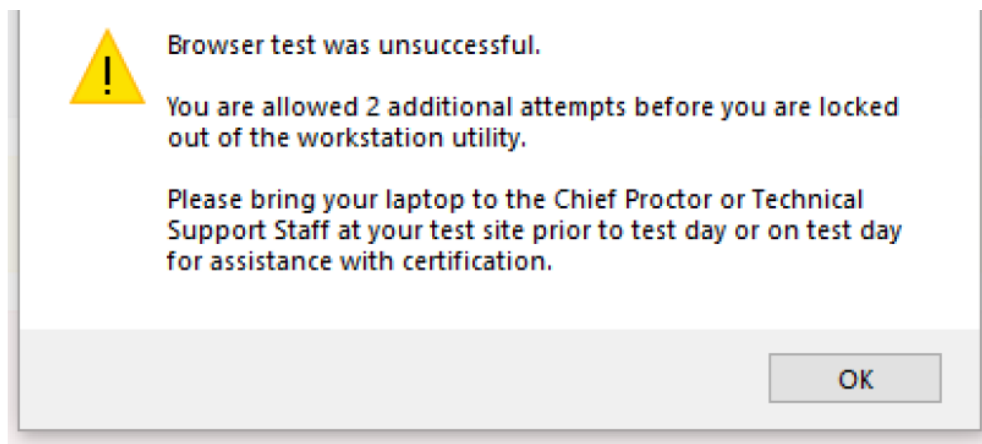 Browser test was unsuccessful.
You are allowed 2 additional attempts before you are locked
out of the workstation utility.
Please bring your laptop to the Chief Proctor or Technical
Support Staff at your test site prior to test day or on test day
for assistance with certification.
OK